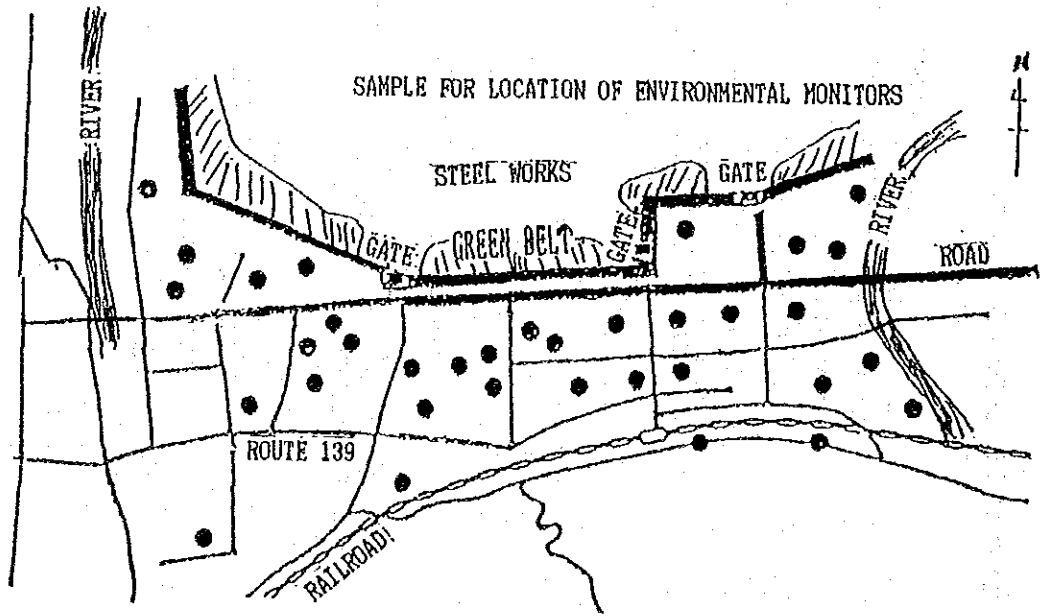 SAMPLE FOR LOCATION OF ENVIRONMENTAL MONITORS
N
RIVER
STEEL WORKS
GATE
GATE
GREEN BELT
GATE
RIVER
ROAD
ROUTE 139
RAILROAD